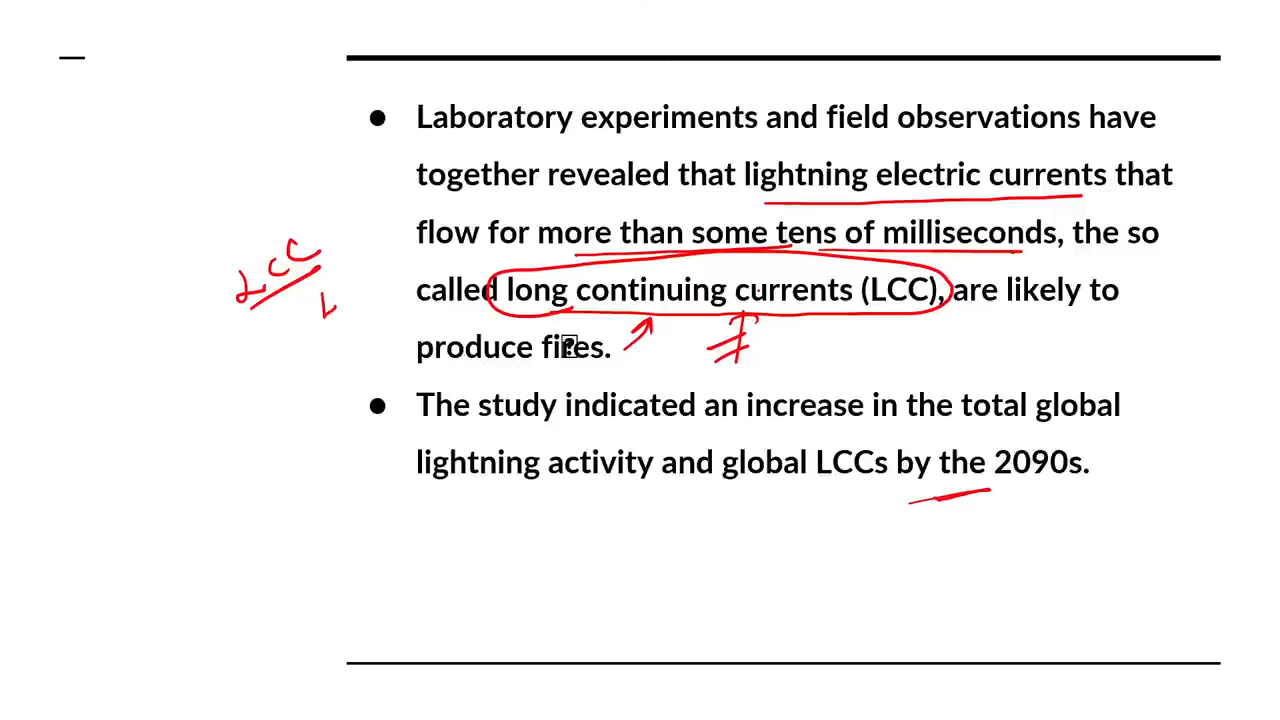 ● Laboratory experiments and field observations have
together revealed that lightning electric currents that
flow for more than some tens of milliseconds, the so
called long continuing currents (LCC), are likely to
produce fires.
● The study indicated an increase in the total global
lightning activity and global LCCs by the 2090s.
LCC
L